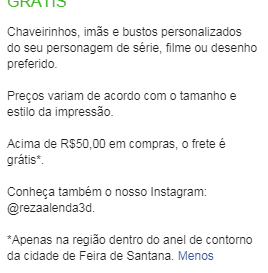 GRÁTIS
Chaveirinhos, imãs e bustos personalizados
do seu personagem de série, filme ou desenho
preferido.
Preços variam de acordo com o tamanho e
estilo da impressão.
Acima de R$50,00 em compras, o frete é
grátis*.
Conheça também o nosso Instagram:
@rezaalenda3d.
*Apenas na região dentro do anel de contorno
da cidade de Feira de Santana. Menos